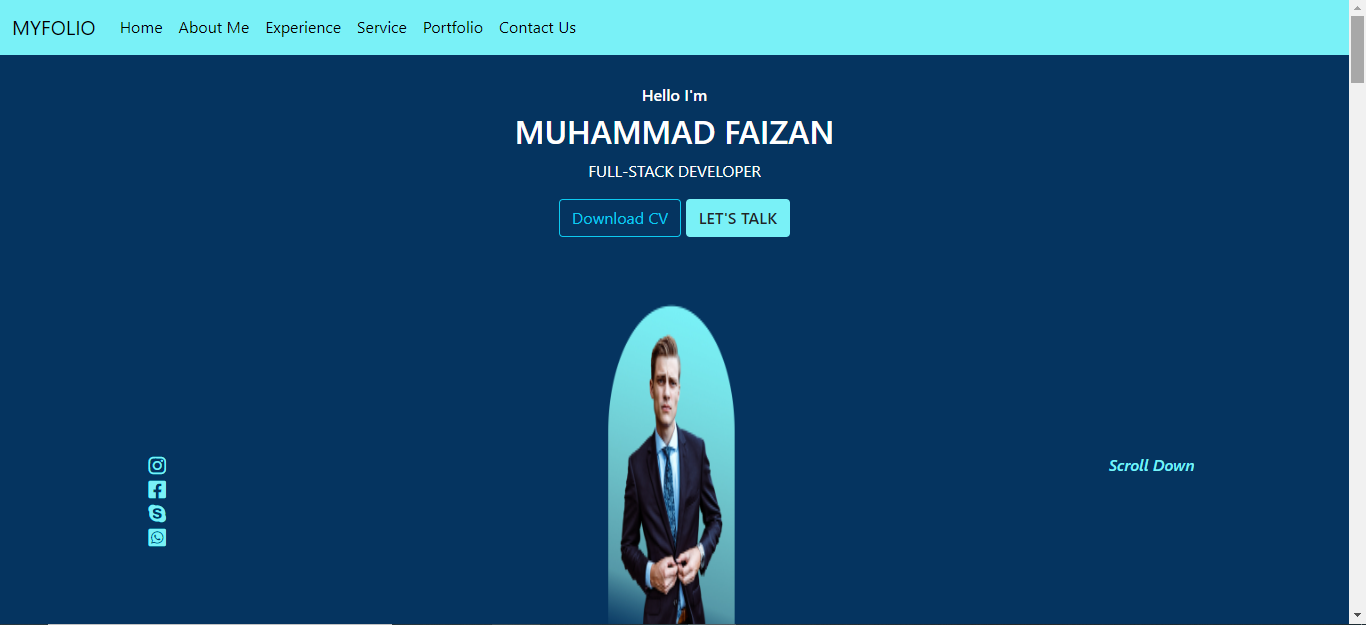 MYFOLIO Home About Me Experience Service Portfolio Contact Us
Hello I'm
MUHAMMAD FAIZAN
FULL-STACK DEVELOPER
Download CV LET'S TALK
Scroll Down